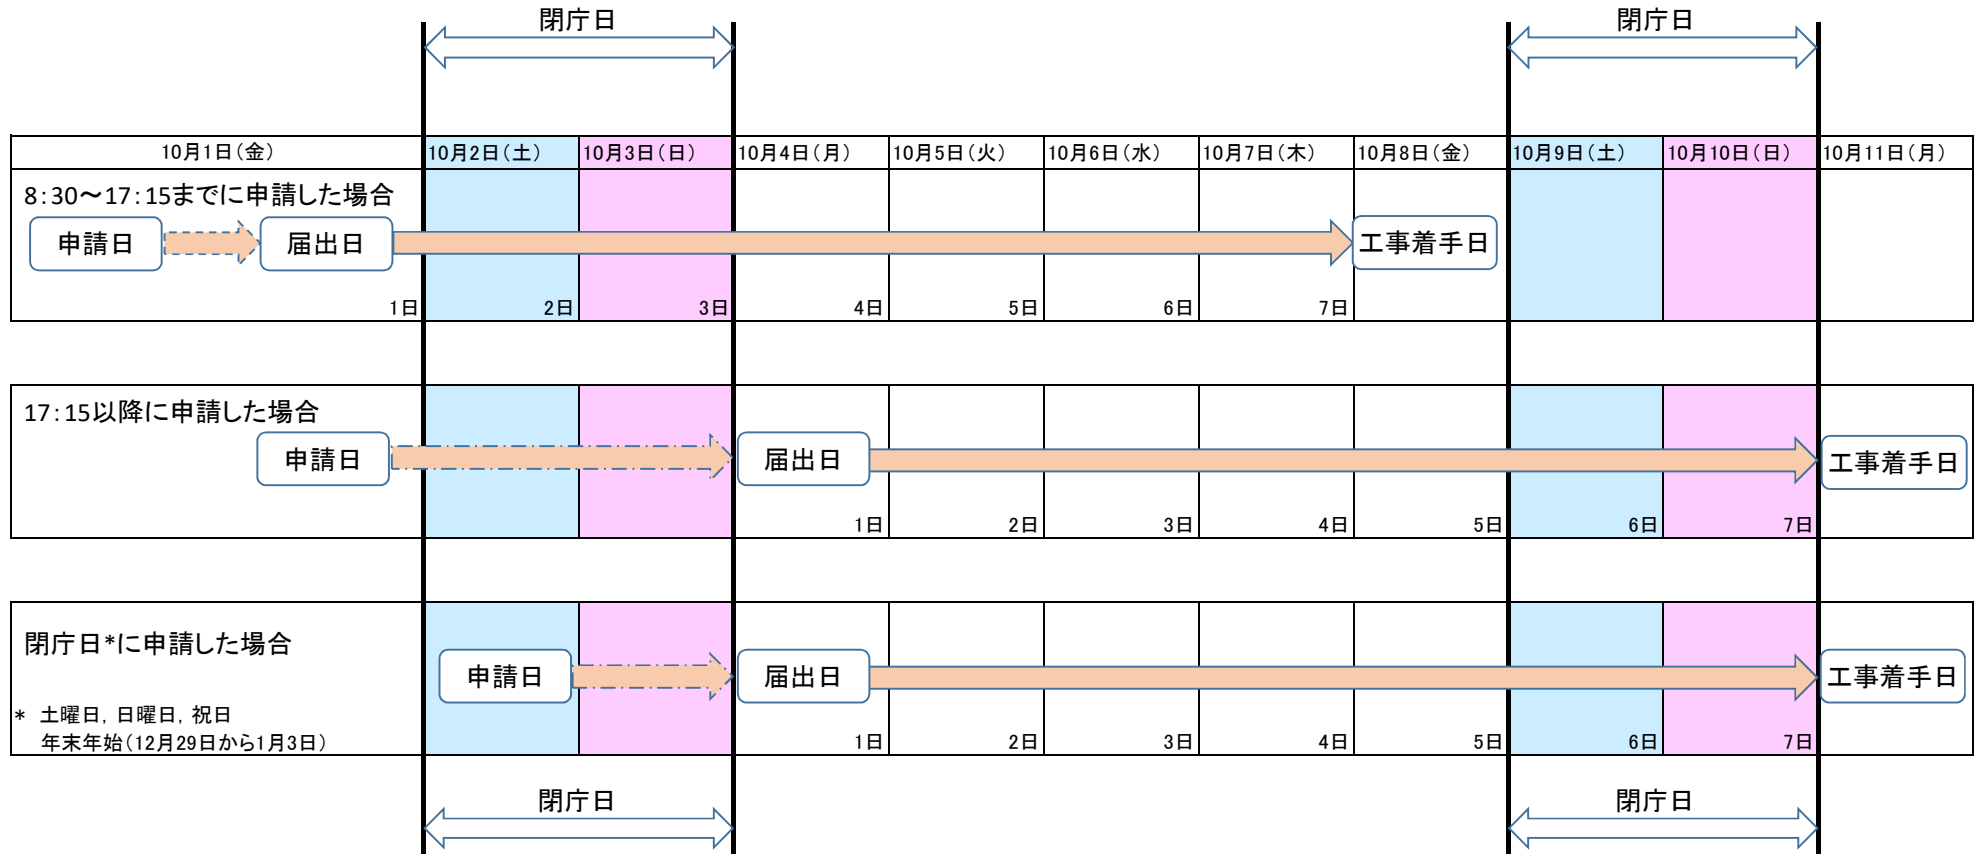 閉庁日 閉庁日
10月1日(金) 10月2日(土) 10月3日(日) 10月4日(月) 10月5日(火) 10月6日(水) 10月7日(木) 10月8日(金) 10月9日(土) 10月10日(日) 10月11日(月)
8:30~17:15までに申請した場合
申請日 届出日 工事着手日
1日 2日 3日 4日 5日 6日 7日
17:15以降に申請した場合
申請日 届出日 工事着手日
1日 2日 3日 4日 5日 6日 7日
閉庁日*に申請した場合
申請日 届出日 工事着手日
* 土曜日, 日曜日, 祝日
年末年始(12月29日から1月3日)
1日 2日 3日 4日 5日 6日 7日
閉庁日 閉庁日